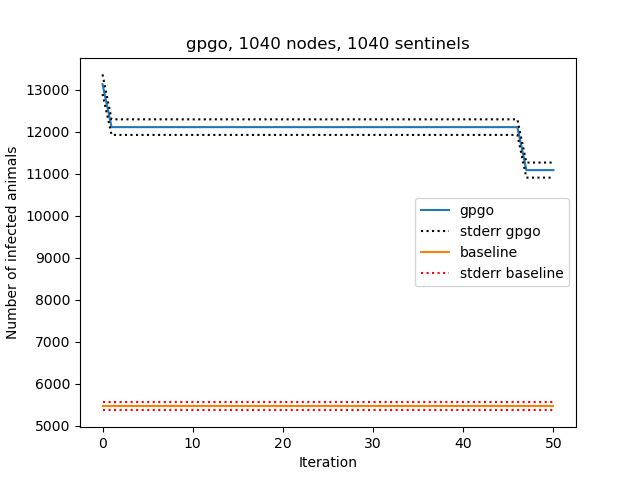 gpgo, 1040 nodes, 1040 sentinels
Number of infected animals
13000
12000
11000
10000
9000
8000
7000
6000
5000
gpgo
stderr gpgo
baseline
stderr baseline
0 10 20 30 40 50
Iteration